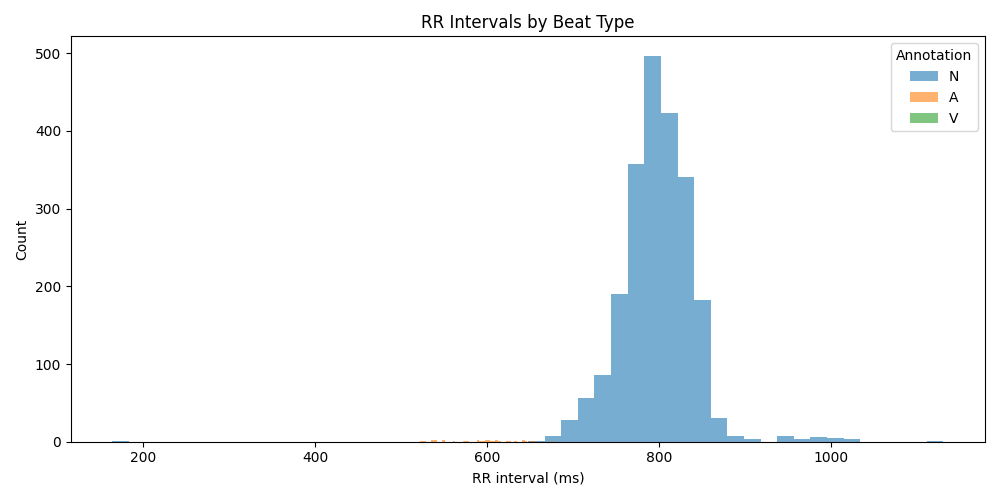 RR Intervals by Beat Type
Annotation
N
A
V
Count
500
400
300
200
100
0
200
400
600
800
1000
RR interval (ms)